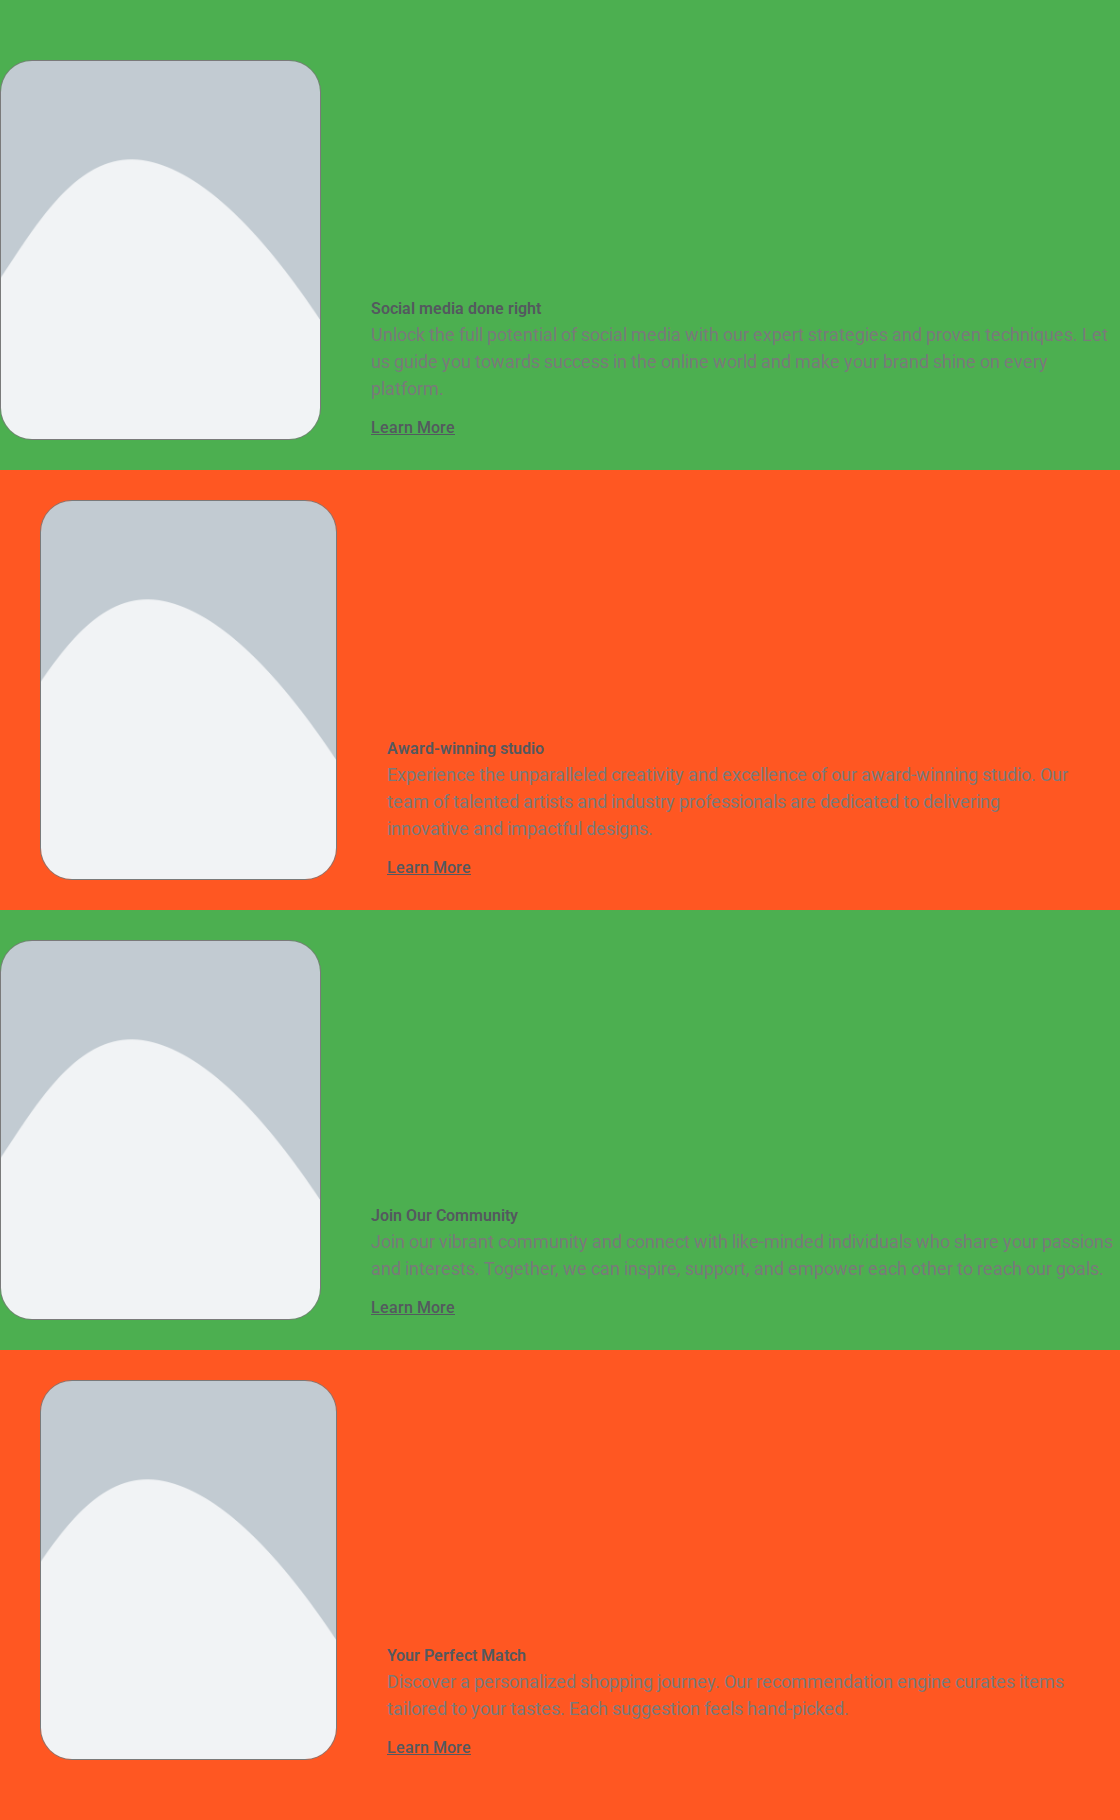 Social media done right
Unlock the full potential of social media with our expert strategies and proven techniques. Let
us guide you towards success in the online world and make your brand shine on every
platform.
Learn More
Award-winning studio
Experience the unparalleled creativity and excellence of our award-winning studio. Our
team of talented artists and industry professionals are dedicated to delivering
innovative and impactful designs.
Learn More
Join Our Community
Join our vibrant community and connect with like-minded individuals who share your passions
and interests. Together, we can inspire, support, and empower each other to reach our goals.
Learn More
Your Perfect Match
Discover a personalized shopping journey. Our recommendation engine curates items
tailored to your tastes. Each suggestion feels hand-picked.
Learn More